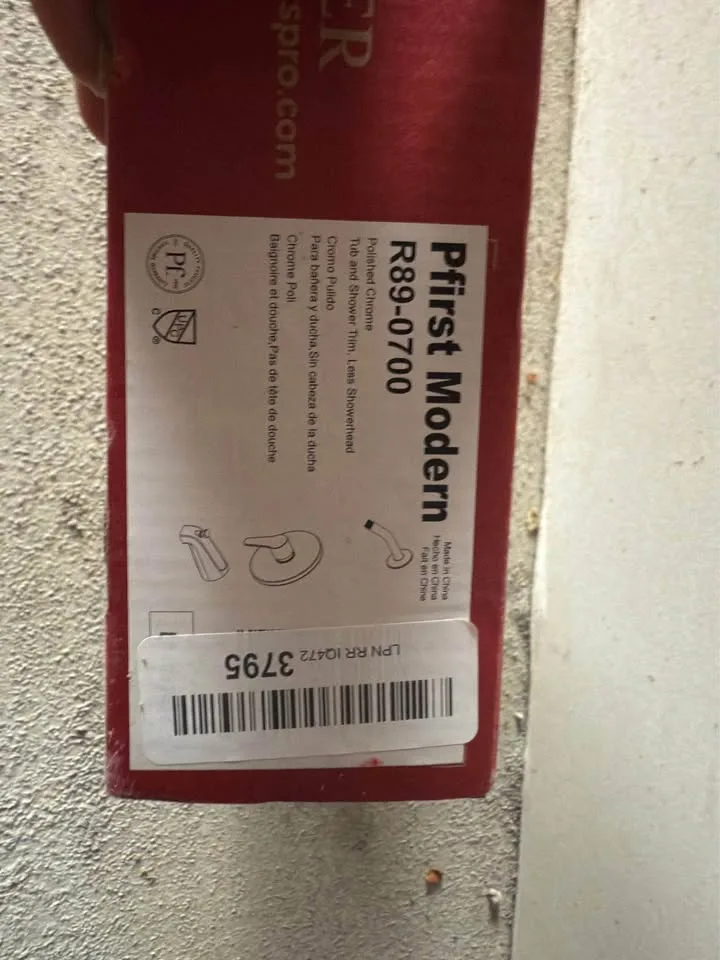 ER
spro.com
Pfirst Modern
R89-0700
Polished Chrome
Tub and Shower Trim, Less Showerhead
Cromo Pulido
Para bañera y ducha,Sin cabeza de la ducha
Chrome Poli
Baignoire et douche,Pas de tête de douche
Made in China
Hecho en China
Fait en Chine
PC
UPC
c ®
LPN RR IQ472 3795